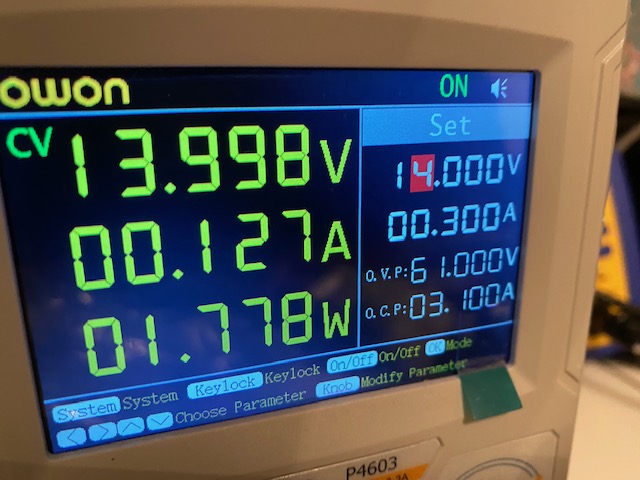 owon ON
CV 13.998V
00.127A
01.778W
Set
14.000V
00.300A
O.V.P:61.000V
O.C.P:03.100A
System System Keylock Keylock On/Off On/Off OK Mode
Choose Parameter Knob Modify Parameter
P4603